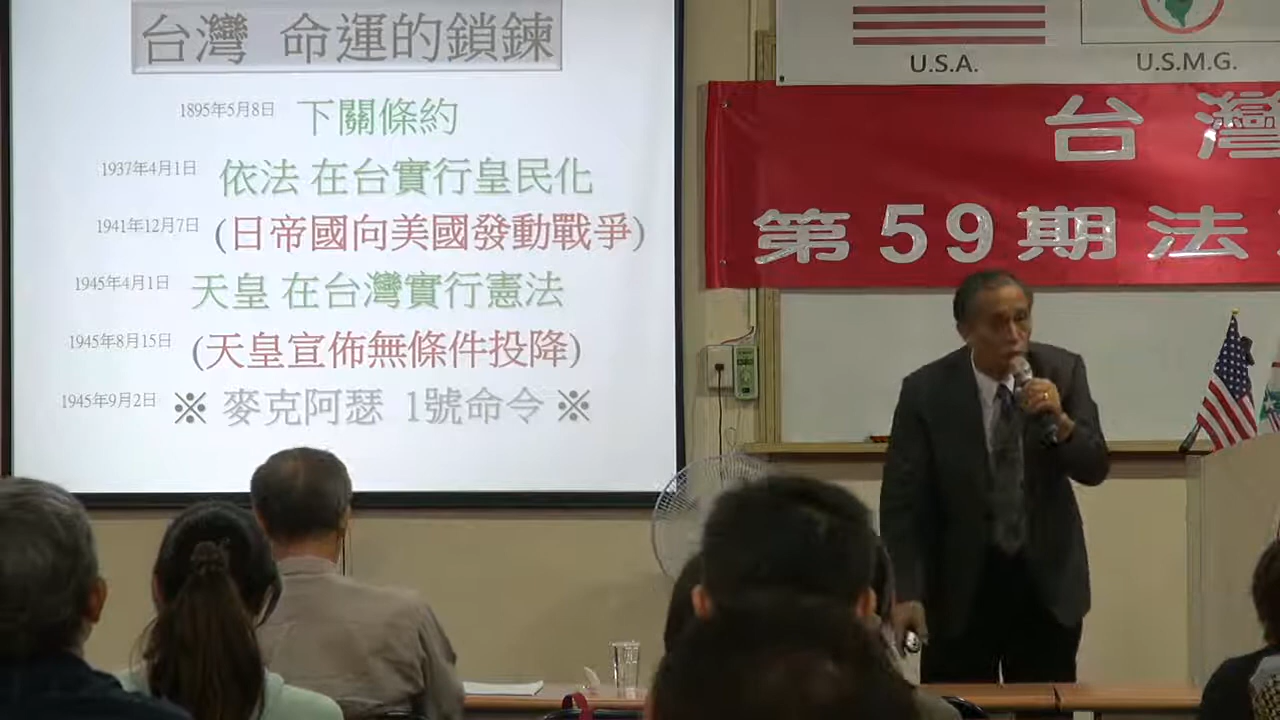 台灣 命運的鎖鍊
1895年5月8日 下關條約
1937年4月1日 依法 在台實行皇民化
1941年12月7日 (日帝國向美國發動戰爭)
1945年4月1日 天皇 在台灣實行憲法
1945年8月15日 (天皇宣佈無條件投降)
1945年9月2日 ※ 麥克阿瑟 1號命令 ※
U.S.A. U.S.M.G.
台灣
第59期法